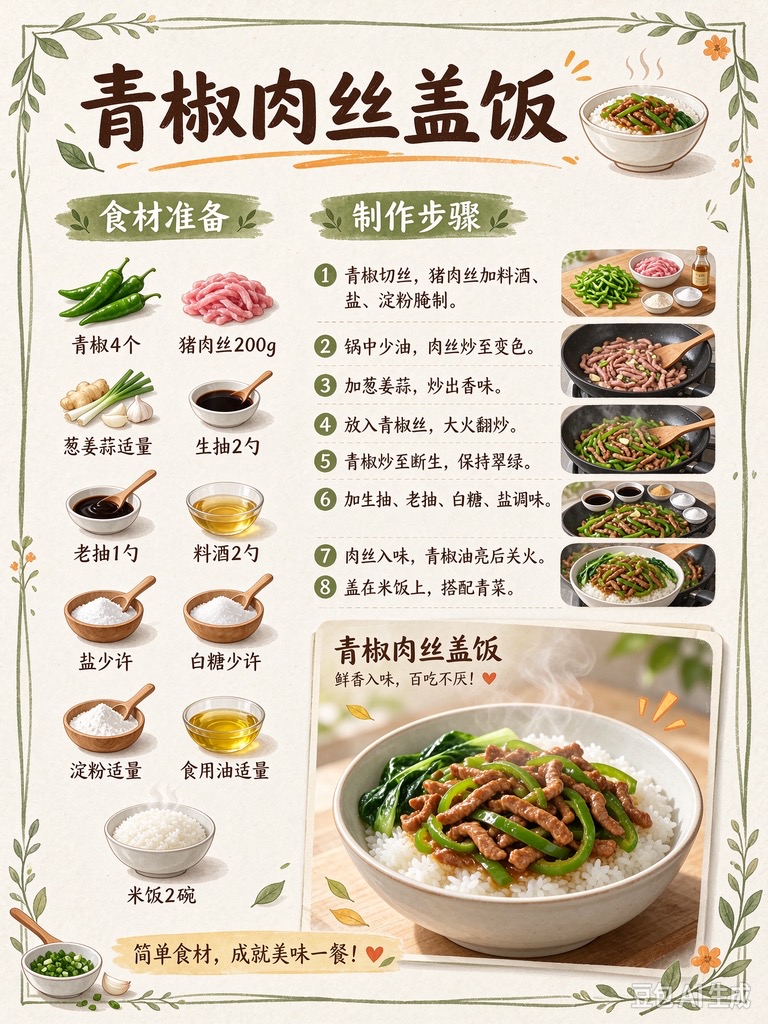 青椒肉丝盖饭
食材准备
青椒4个
猪肉丝200g
葱姜蒜适量
生抽2勺
老抽1勺
料酒2勺
盐少许
白糖少许
淀粉适量
食用油适量
米饭2碗
制作步骤
1 青椒切丝，猪肉丝加料酒、
盐、淀粉腌制。
2 锅中少油，肉丝炒至变色。
3 加葱姜蒜，炒出香味。
4 放入青椒丝，大火翻炒。
5 青椒炒至断生，保持翠绿。
6 加生抽、老抽、白糖、盐调味。
7 肉丝入味，青椒油亮后关火。
8 盖在米饭上，搭配青菜。
青椒肉丝盖饭
鲜香入味，百吃不厌！
简单食材，成就美味一餐！
豆包AI生成